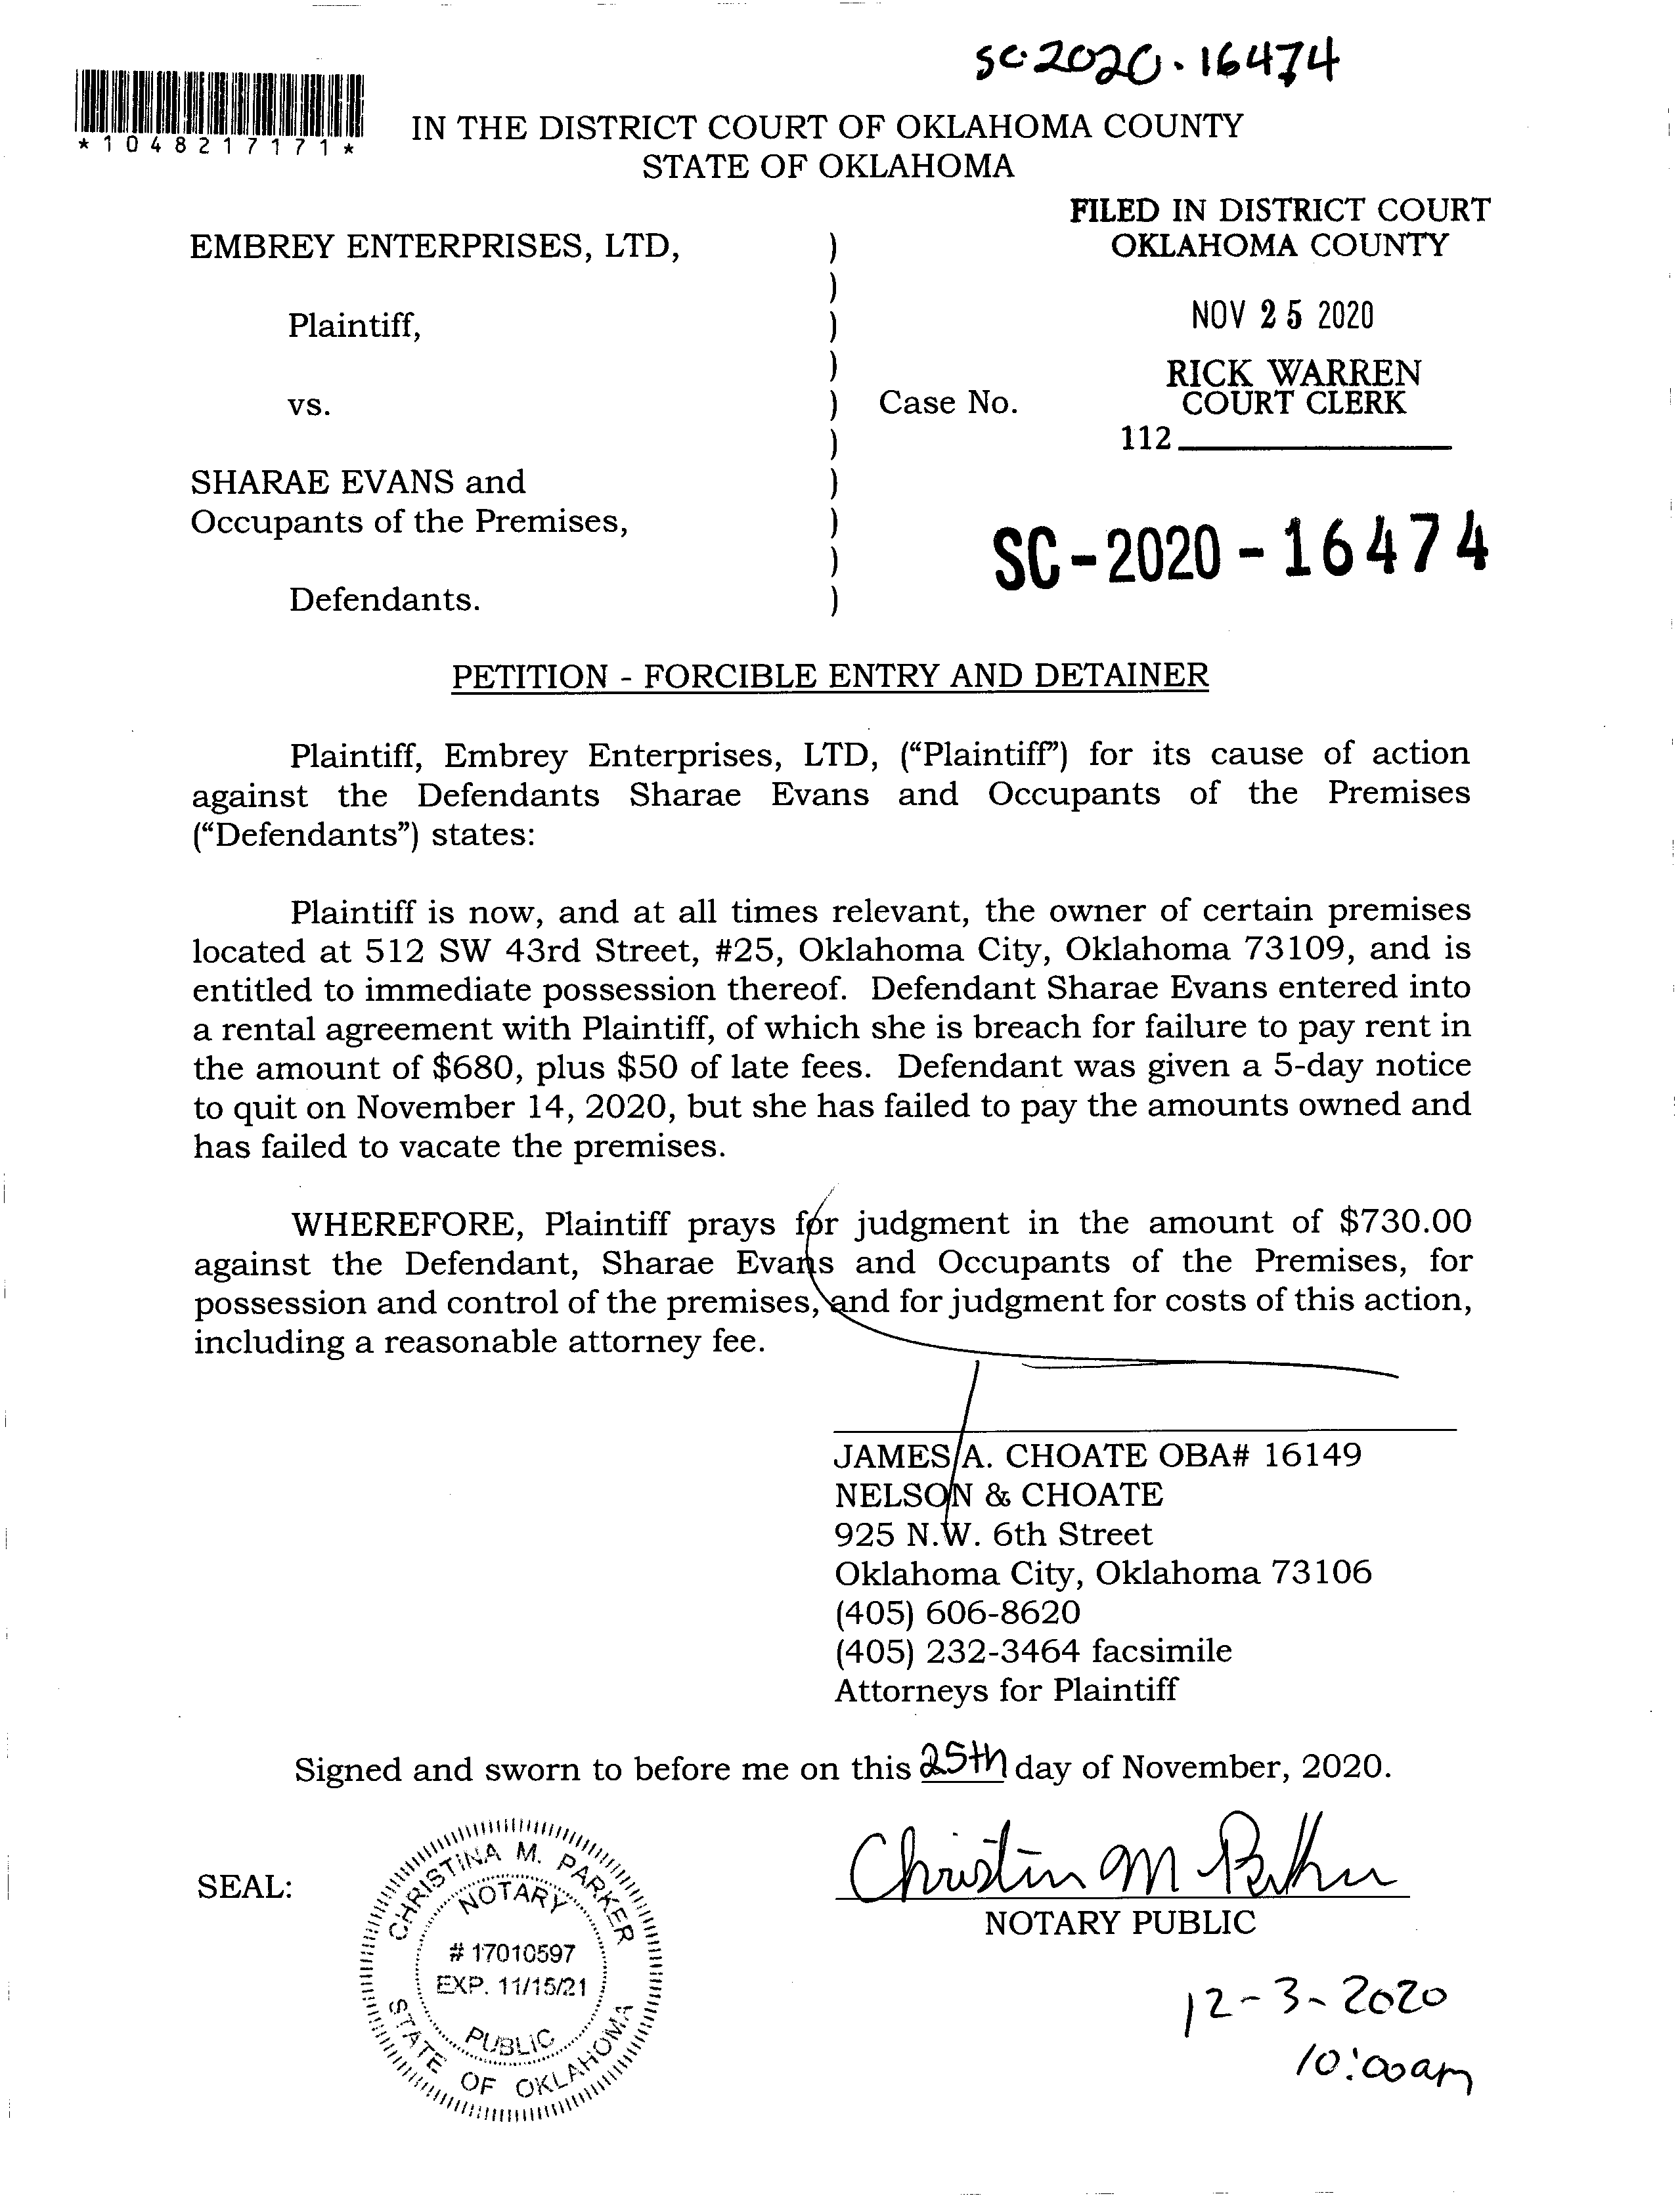 sc-2020-16474
*1048217171*
IN THE DISTRICT COURT OF OKLAHOMA COUNTY
STATE OF OKLAHOMA
FILED IN DISTRICT COURT
OKLAHOMA COUNTY
NOV 25 2020
RICK WARREN
COURT CLERK
112
EMBREY ENTERPRISES, LTD, )
)
Plaintiff, )
)
vs. ) Case No.
)
SHARAE EVANS and )
Occupants of the Premises, )
)
Defendants. )
SC-2020-16474
PETITION - FORCIBLE ENTRY AND DETAINER
Plaintiff, Embrey Enterprises, LTD, (“Plaintiff”) for its cause of action
against the Defendants Sharae Evans and Occupants of the Premises
(“Defendants”) states:
Plaintiff is now, and at all times relevant, the owner of certain premises
located at 512 SW 43rd Street, #25, Oklahoma City, Oklahoma 73109, and is
entitled to immediate possession thereof. Defendant Sharae Evans entered into
a rental agreement with Plaintiff, of which she is breach for failure to pay rent in
the amount of $680, plus $50 of late fees. Defendant was given a 5-day notice
to quit on November 14, 2020, but she has failed to pay the amounts owned and
has failed to vacate the premises.
WHEREFORE, Plaintiff prays for judgment in the amount of $730.00
against the Defendant, Sharae Evans and Occupants of the Premises, for
possession and control of the premises, and for judgment for costs of this action,
including a reasonable attorney fee.
JAMES A. CHOATE OBA# 16149
NELSON & CHOATE
925 N.W. 6th Street
Oklahoma City, Oklahoma 73106
(405) 606-8620
(405) 232-3464 facsimile
Attorneys for Plaintiff
Signed and sworn to before me on this 25th day of November, 2020.
SEAL:
CHRISTINA M. PARKER
NOTARY
# 17010597
EXP. 11/15/21
PUBLIC
STATE OF OKLAHOMA
Christin M Parker
NOTARY PUBLIC
12-3-2020
10:00am